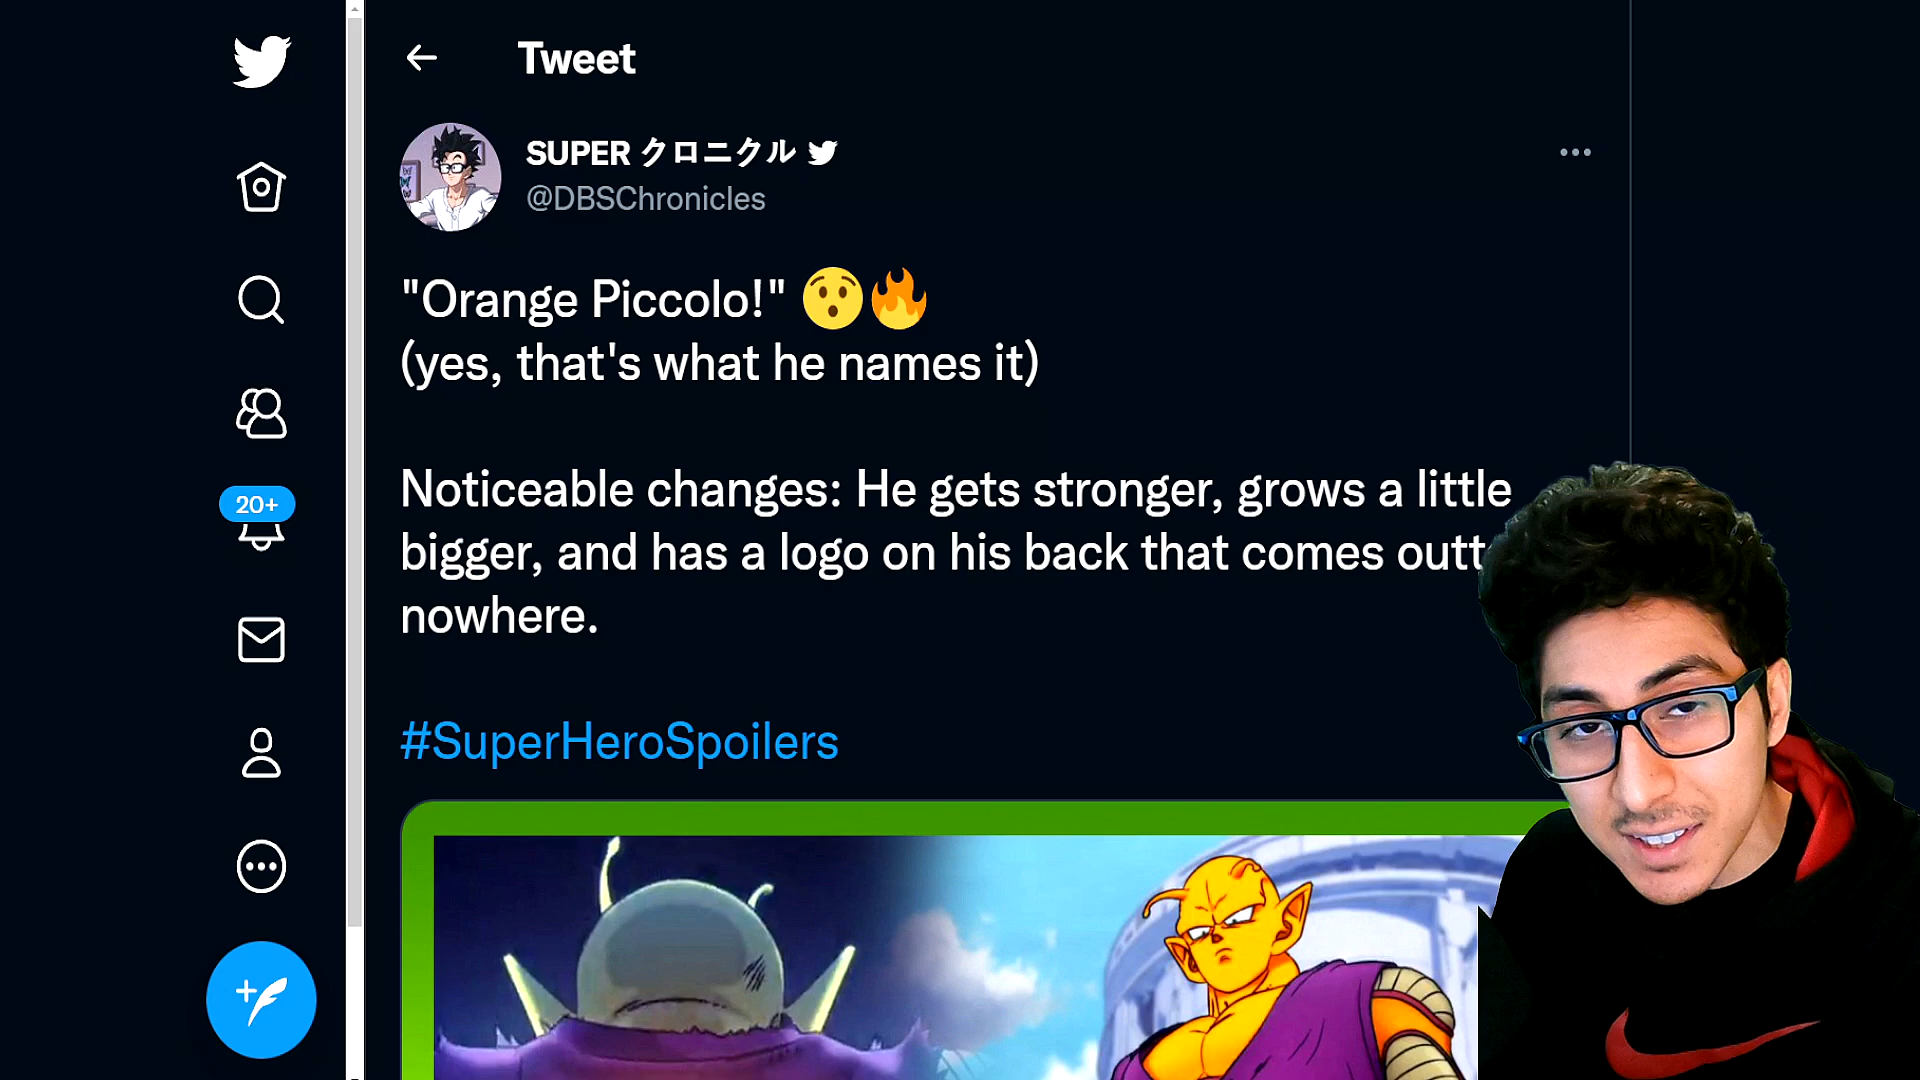 Tweet
SUPER クロニクル
@DBSChronicles
"Orange Piccolo!" 😯🔥
(yes, that's what he names it)
Noticeable changes: He gets stronger, grows a little
bigger, and has a logo on his back that comes outt
nowhere.
#SuperHeroSpoilers
20+